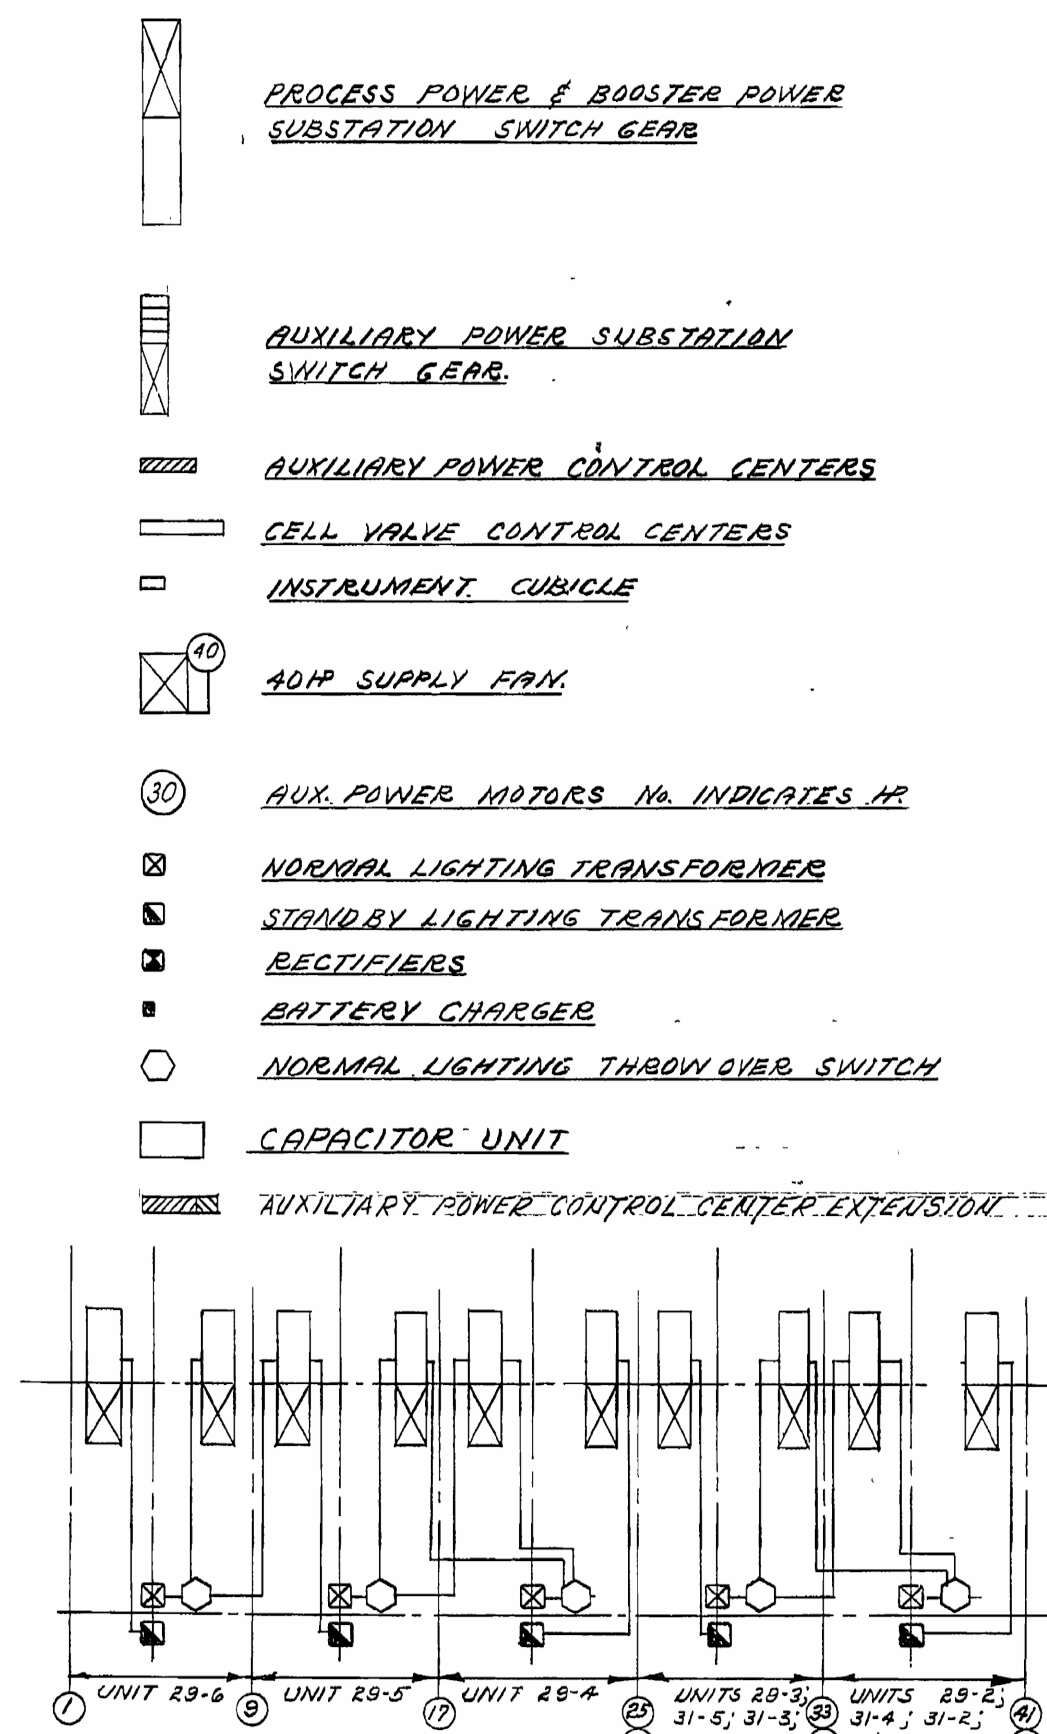 PROCESS POWER & BOOSTER POWER
SUBSTATION SWITCH GEAR
AUXILIARY POWER SUBSTATION
SWITCH GEAR.
AUXILIARY POWER CONTROL CENTERS
CELL VALVE CONTROL CENTERS
INSTRUMENT. CUBICLE
40
40HP SUPPLY FAN.
30
AUX. POWER MOTORS No. INDICATES HP.
NORMAL LIGHTING TRANSFORMER
STANDBY LIGHTING TRANSFORMER
RECTIFIERS
BATTERY CHARGER
NORMAL LIGHTING THROW OVER SWITCH
CAPACITOR UNIT
AUXILIARY POWER CONTROL CENTER EXTENSION
UNIT 29-6 UNIT 29-5 UNIT 29-4 UNITS 29-3; UNITS 29-2;
1 9 17 25 31-5; 31-3; 33 31-4; 31-2; 41